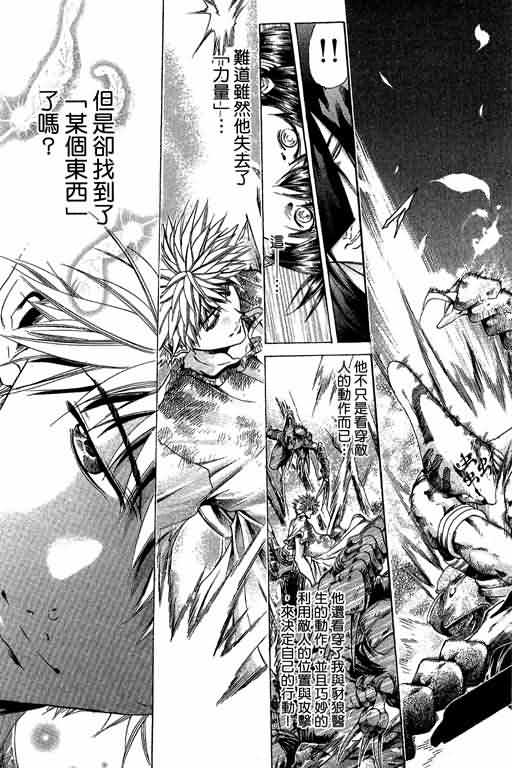 !!
這……
他不只是看穿敵
人的動作而已…
他還看穿了我與豺狼醫
生的動作，並且巧妙的
利用敵人的位置與攻擊
，來決定自己的行動…
難道雖然他失去了
「力量」…
但是卻找到了
「某個東西」
了嗎？